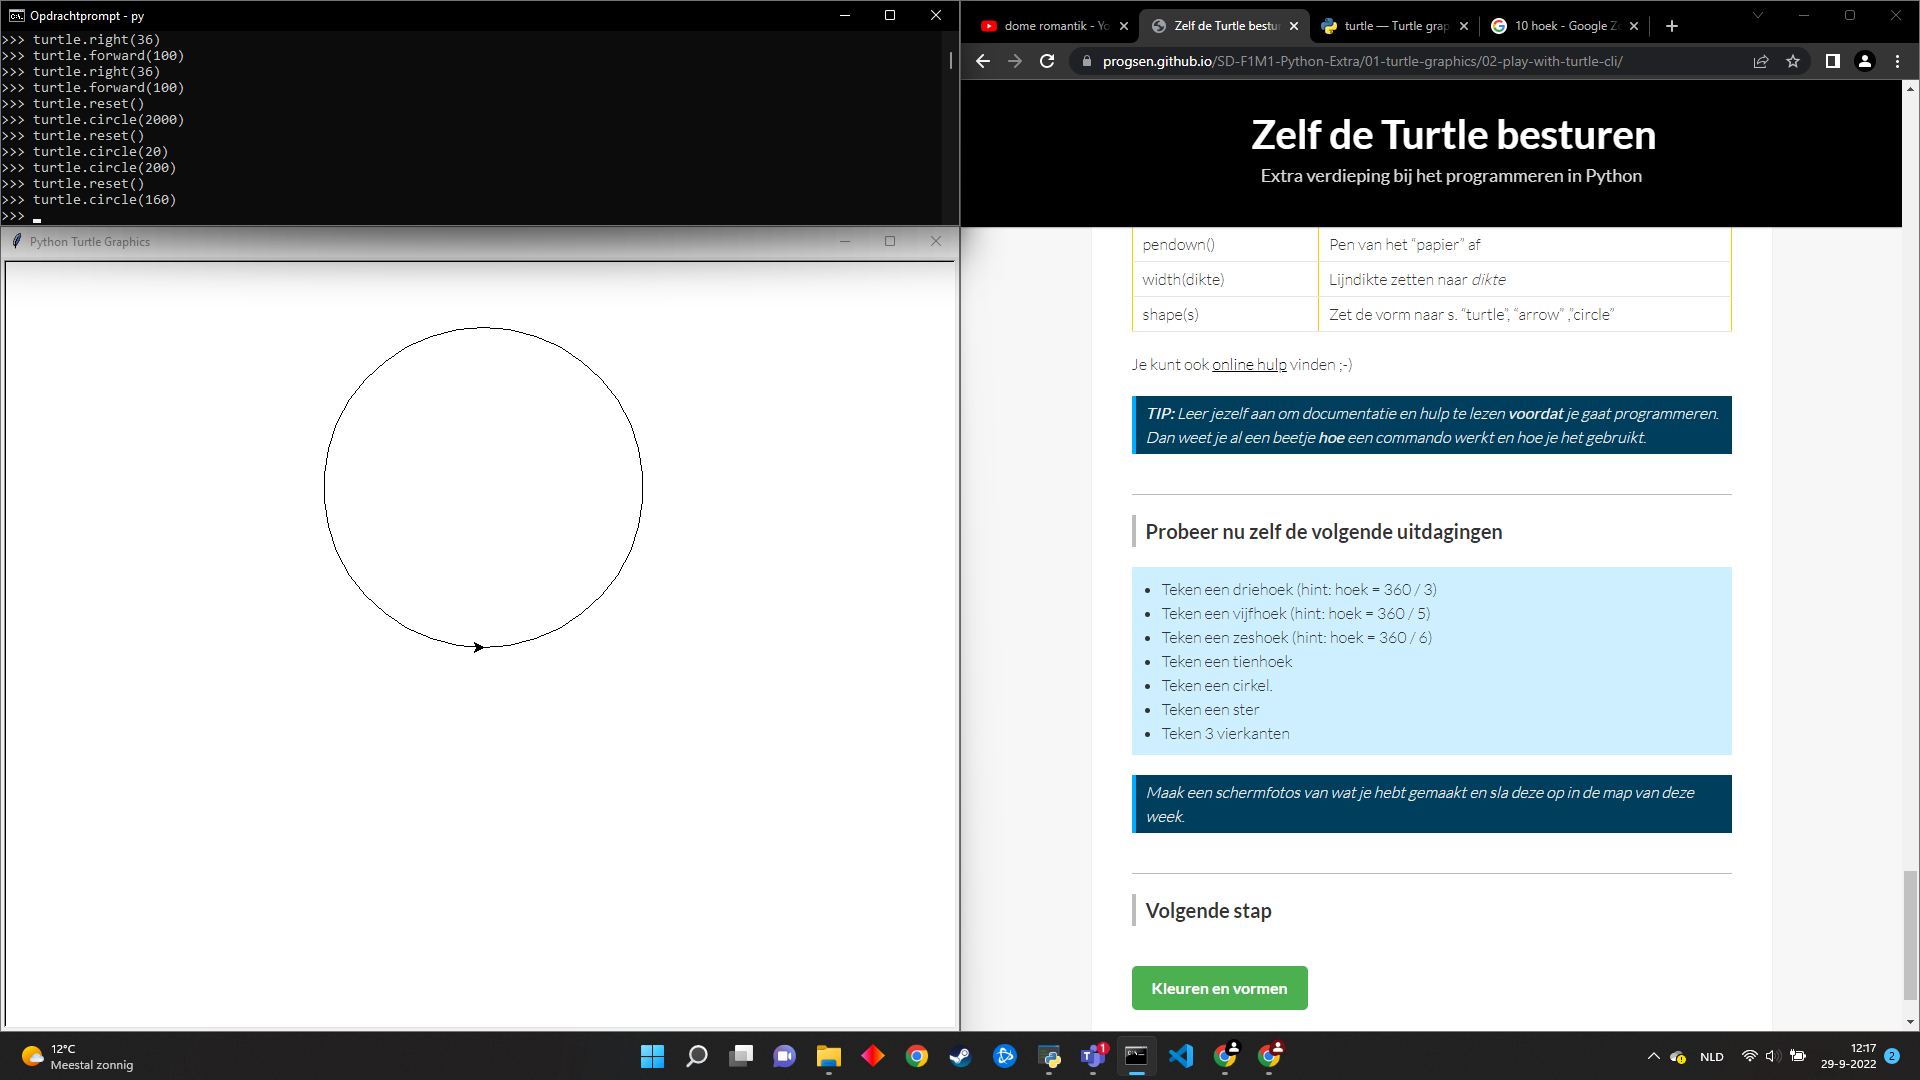 Opdrachtprompt - py
>>> turtle.right(36)
>>> turtle.forward(100)
>>> turtle.right(36)
>>> turtle.forward(100)
>>> turtle.reset()
>>> turtle.circle(2000)
>>> turtle.reset()
>>> turtle.circle(20)
>>> turtle.circle(200)
>>> turtle.reset()
>>> turtle.circle(160)
>>>
Python Turtle Graphics
dome romantik - Yo
Zelf de Turtle bestu
turtle — Turtle grap
10 hoek - Google Zo
progsen.github.io/SD-F1M1-Python-Extra/01-turtle-graphics/02-play-with-turtle-cli/
Zelf de Turtle besturen
Extra verdieping bij het programmeren in Python
pendown() Pen van het “papier” af
width(dikte) Lijndikte zetten naar dikte
shape(s) Zet de vorm naar s. “turtle”, “arrow” ,”circle”
Je kunt ook online hulp vinden ;-)
TIP: Leer jezelf aan om documentatie en hulp te lezen voordat je gaat programmeren.
Dan weet je al een beetje hoe een commando werkt en hoe je het gebruikt.
Probeer nu zelf de volgende uitdagingen
• Teken een driehoek (hint: hoek = 360 / 3)
• Teken een vijfhoek (hint: hoek = 360 / 5)
• Teken een zeshoek (hint: hoek = 360 / 6)
• Teken een tienhoek
• Teken een cirkel.
• Teken een ster
• Teken 3 vierkanten
Maak een schermfotos van wat je hebt gemaakt en sla deze op in de map van deze
week.
Volgende stap
Kleuren en vormen
12°C
Meestal zonnig
1
NLD
12:17
29-9-2022
2